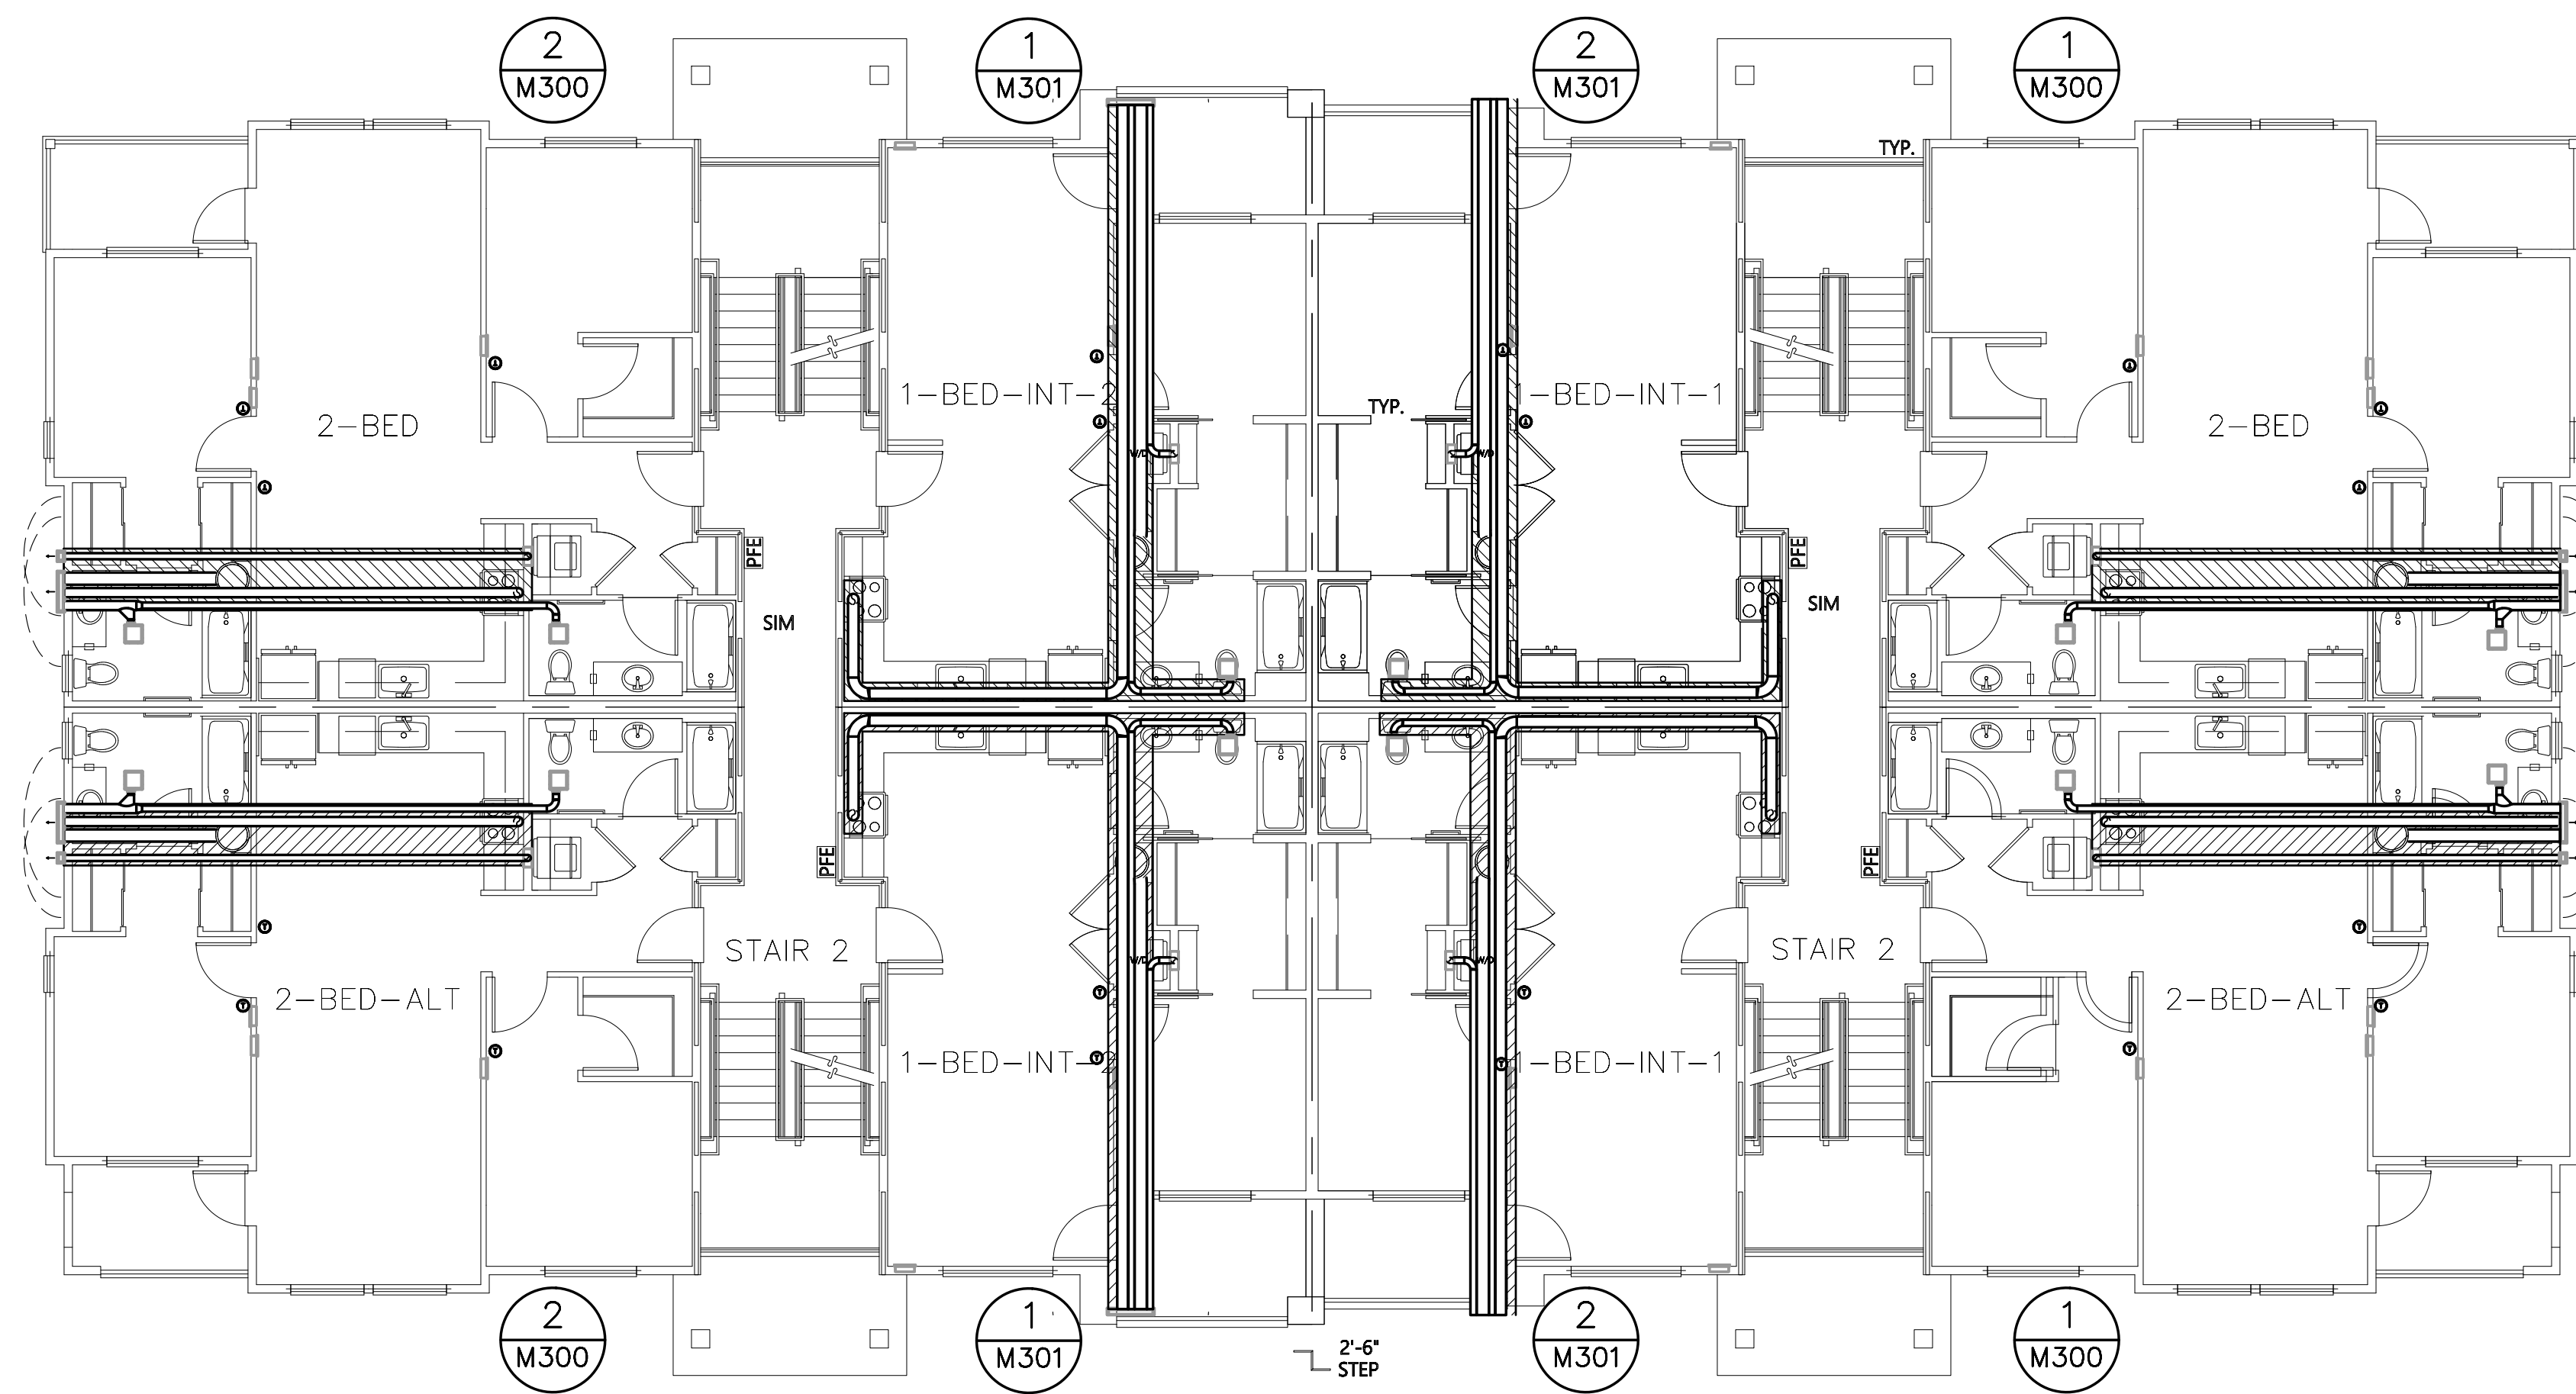 2
M300
1
M301
2
M301
1
M300
TYP.
1-BED-INT-2
TYP.
1-BED-INT-1
2-BED
2-BED
W/D
W/D
PFE
PFE
SIM
SIM
PFE
PFE
STAIR 2
STAIR 2
W/D
W/D
2-BED-ALT
2-BED-ALT
1-BED-INT-2
1-BED-INT-1
2
M300
1
M301
2
M301
1
M300
2'-6"
STEP